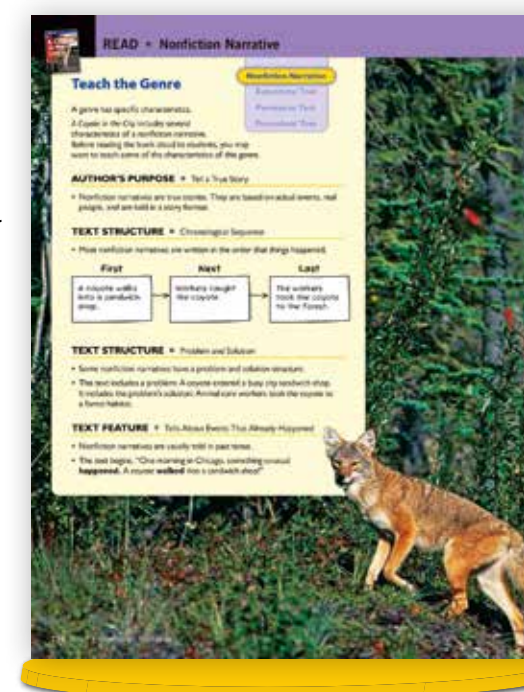 READ • Nonfiction Narrative
Nonfiction Narrative
Expository Text
Persuasive Text
Procedural Text
Teach the Genre
A genre has specific characteristics.
A Coyote in the City includes several
characteristics of a nonfiction narrative.
Before reading the book aloud to students, you may
want to teach some of the characteristics of the genre.
AUTHOR'S PURPOSE • Tell a True Story
• Nonfiction narratives are true stories. They are based on actual events, real
people, and are told in a story format.
TEXT STRUCTURE • Chronological Sequence
• Most nonfiction narratives are written in the order that things happened.
First Next Last
A coyote walks
into a sandwich
shop.
Workers caught
the coyote.
The workers
took the coyote
to the forest.
TEXT STRUCTURE • Problem and Solution
• Some nonfiction narratives have a problem and solution structure.
• This text includes a problem: A coyote entered a busy city sandwich shop.
It includes the problem's solution: Animal care workers took the coyote to
a forest habitat.
TEXT FEATURE • Tells About Events That Already Happened
• Nonfiction narratives are usually told in past tense.
• The text begins, "One morning in Chicago, something unusual
happened. A coyote walked into a sandwich shop!"